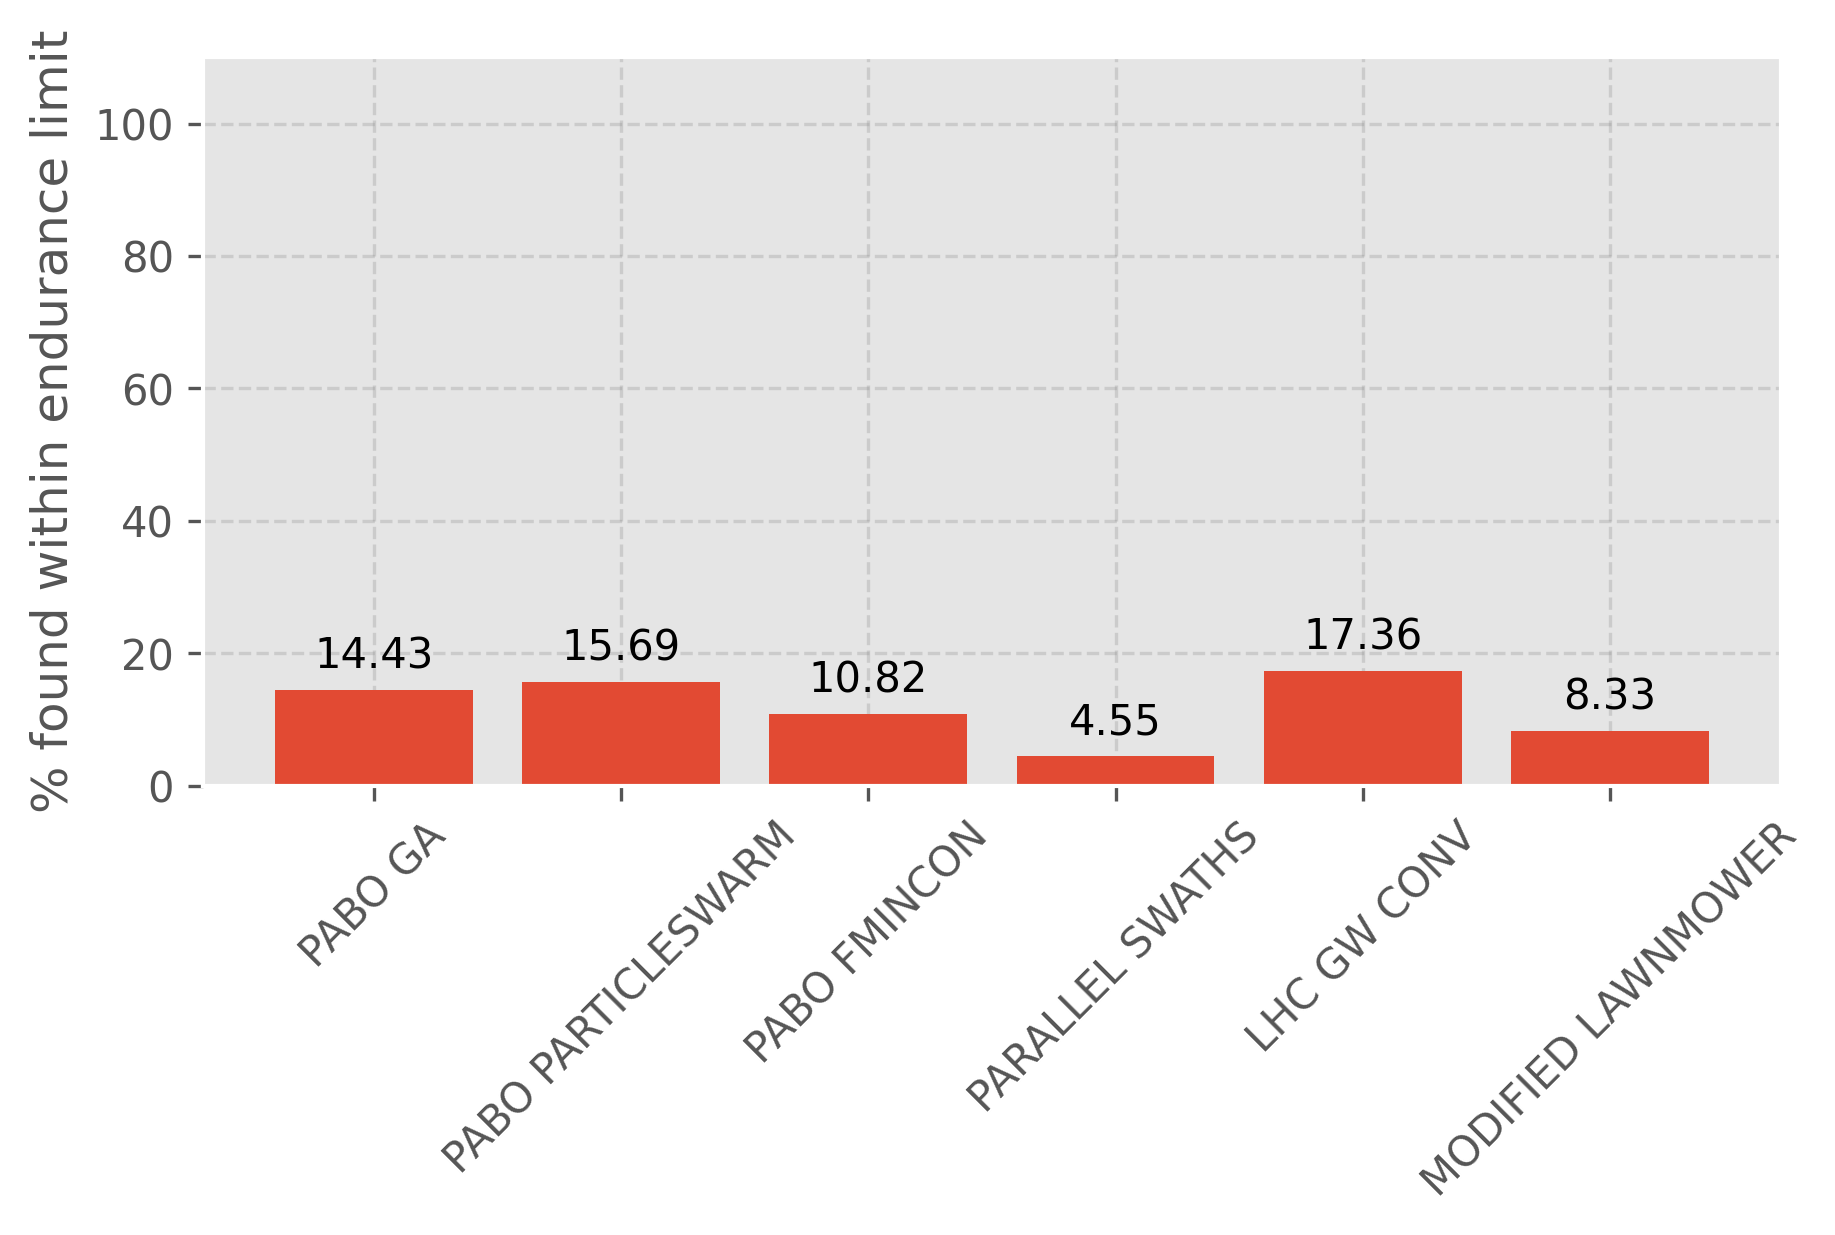 % found within endurance limit
100
80
60
40
20
0
14.43
15.69
10.82
4.55
17.36
8.33
PABO GA
PABO PARTICLESWARM
PABO FMINCON
PARALLEL SWATHS
LHC GW CONV
MODIFIED LAWNMOWER